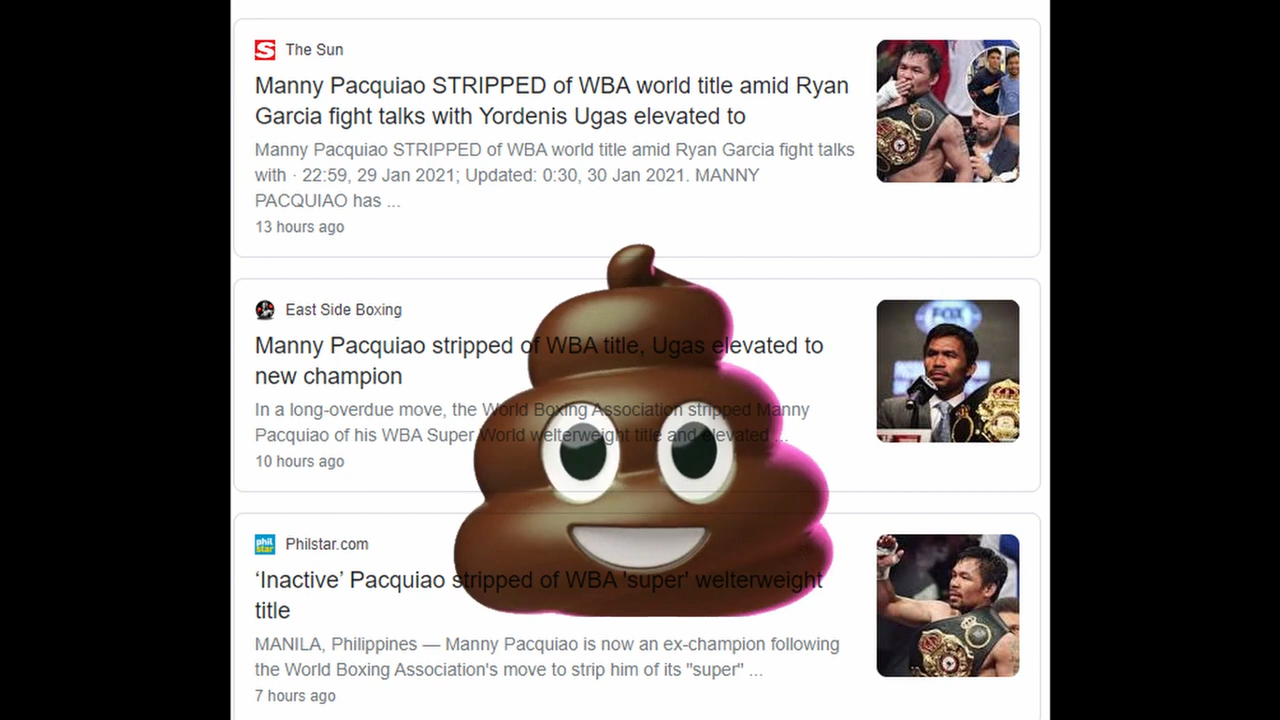 The Sun
Manny Pacquiao STRIPPED of WBA world title amid Ryan
Garcia fight talks with Yordenis Ugas elevated to
Manny Pacquiao STRIPPED of WBA world title amid Ryan Garcia fight talks
with · 22:59, 29 Jan 2021; Updated: 0:30, 30 Jan 2021. MANNY
PACQUIAO has ...
13 hours ago
East Side Boxing
Manny Pacquiao stripped of WBA title, Ugas elevated to
new champion
In a long-overdue move, the World Boxing Association stripped Manny
Pacquiao of his WBA Super World welterweight title and elevated ...
10 hours ago
FOX
phil
star
Philstar.com
‘Inactive’ Pacquiao stripped of WBA 'super' welterweight
title
MANILA, Philippines — Manny Pacquiao is now an ex-champion following
the World Boxing Association's move to strip him of its "super" ...
7 hours ago